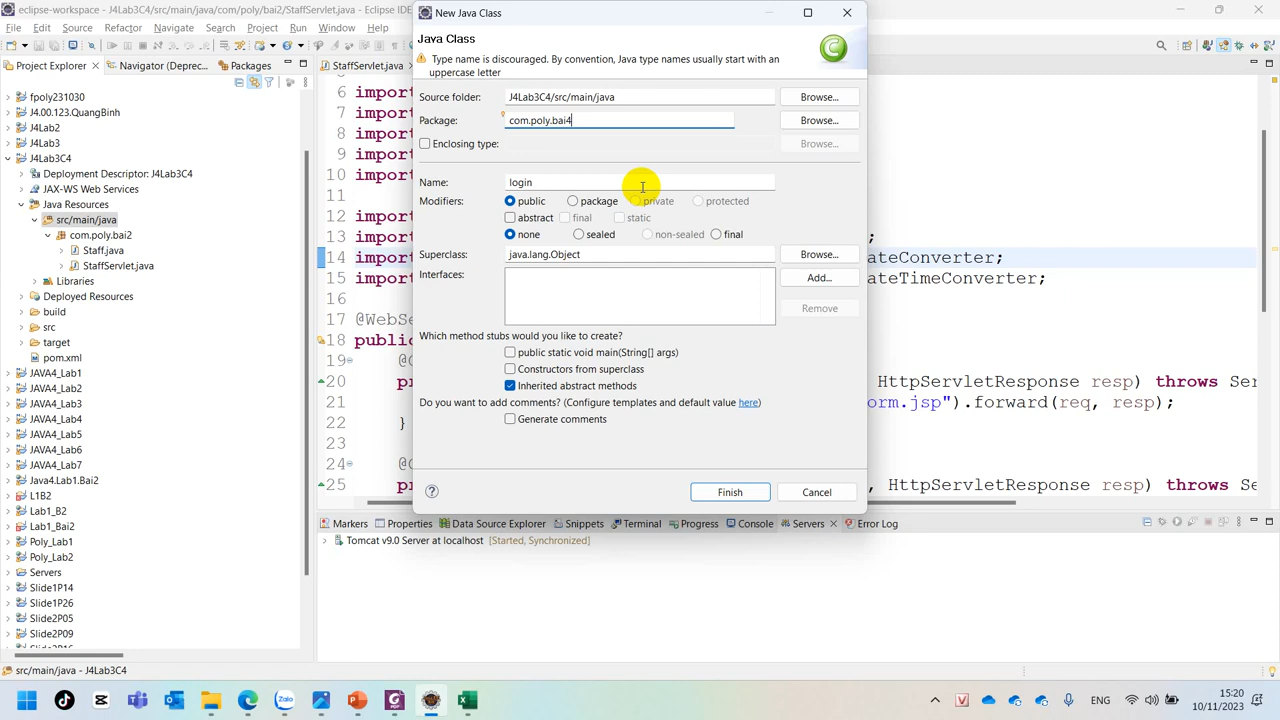 eclipse-workspace - J4Lab3C4/src/main/java/com/poly/bai2/StaffServlet.java - Eclipse IDE
File Edit Source Refactor Navigate Search Project Run Window Help
Project Explorer Navigator (Deprec... Packages
fpoly231030
J4.00.123.QuangBinh
J4Lab2
J4Lab3
J4Lab3C4
Deployment Descriptor: J4Lab3C4
JAX-WS Web Services
Java Resources
src/main/java
com.poly.bai2
Staff.java
StaffServlet.java
Libraries
Deployed Resources
build
src
target
pom.xml
JAVA4_Lab1
JAVA4_Lab2
JAVA4_Lab3
JAVA4_Lab4
JAVA4_Lab5
JAVA4_Lab6
JAVA4_Lab7
Java4.Lab1.Bai2
L1B2
Lab1_B2
Lab1_Bai2
Poly_Lab1
Poly_Lab2
Servers
Slide1P14
Slide1P26
Slide2P05
Slide2P09
StaffServlet.java
6 import
7 import
8 import
9 import
10 import
11
12 import
13 import ;
14 import ateConverter;
15 import ateTimeConverter;
16
17 @WebSe
18 public
19 @O
20 pr HttpServletResponse resp) throws Ser
21 orm.jsp").forward(req, resp);
22 }
23
24 @O
25 pr , HttpServletResponse resp) throws Se
New Java Class
Java Class
Type name is discouraged. By convention, Java type names usually start with an
uppercase letter
Source folder: J4Lab3C4/src/main/java Browse...
Package: com.poly.bai4 Browse...
Enclosing type: Browse...
Name: login
Modifiers: public package private protected
abstract final static
none sealed non-sealed final
Superclass: java.lang.Object Browse...
Interfaces: Add...
Remove
Which method stubs would you like to create?
public static void main(String[] args)
Constructors from superclass
Inherited abstract methods
Do you want to add comments? (Configure templates and default value here)
Generate comments
Finish Cancel
Markers Properties Data Source Explorer Snippets Terminal Progress Console Servers Error Log
Tomcat v9.0 Server at localhost [Started, Synchronized]
src/main/java - J4Lab3C4
Zalo
ENG
15:20
10/11/2023